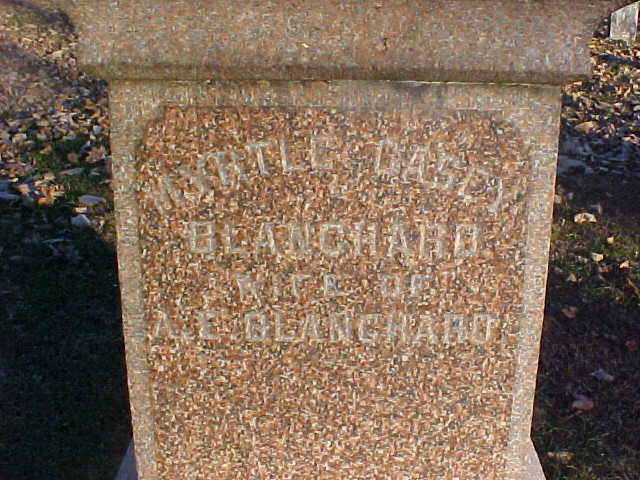 MYRTLE CASEY
BLANCHARD
WIFE OF
A. E. BLANCHARD